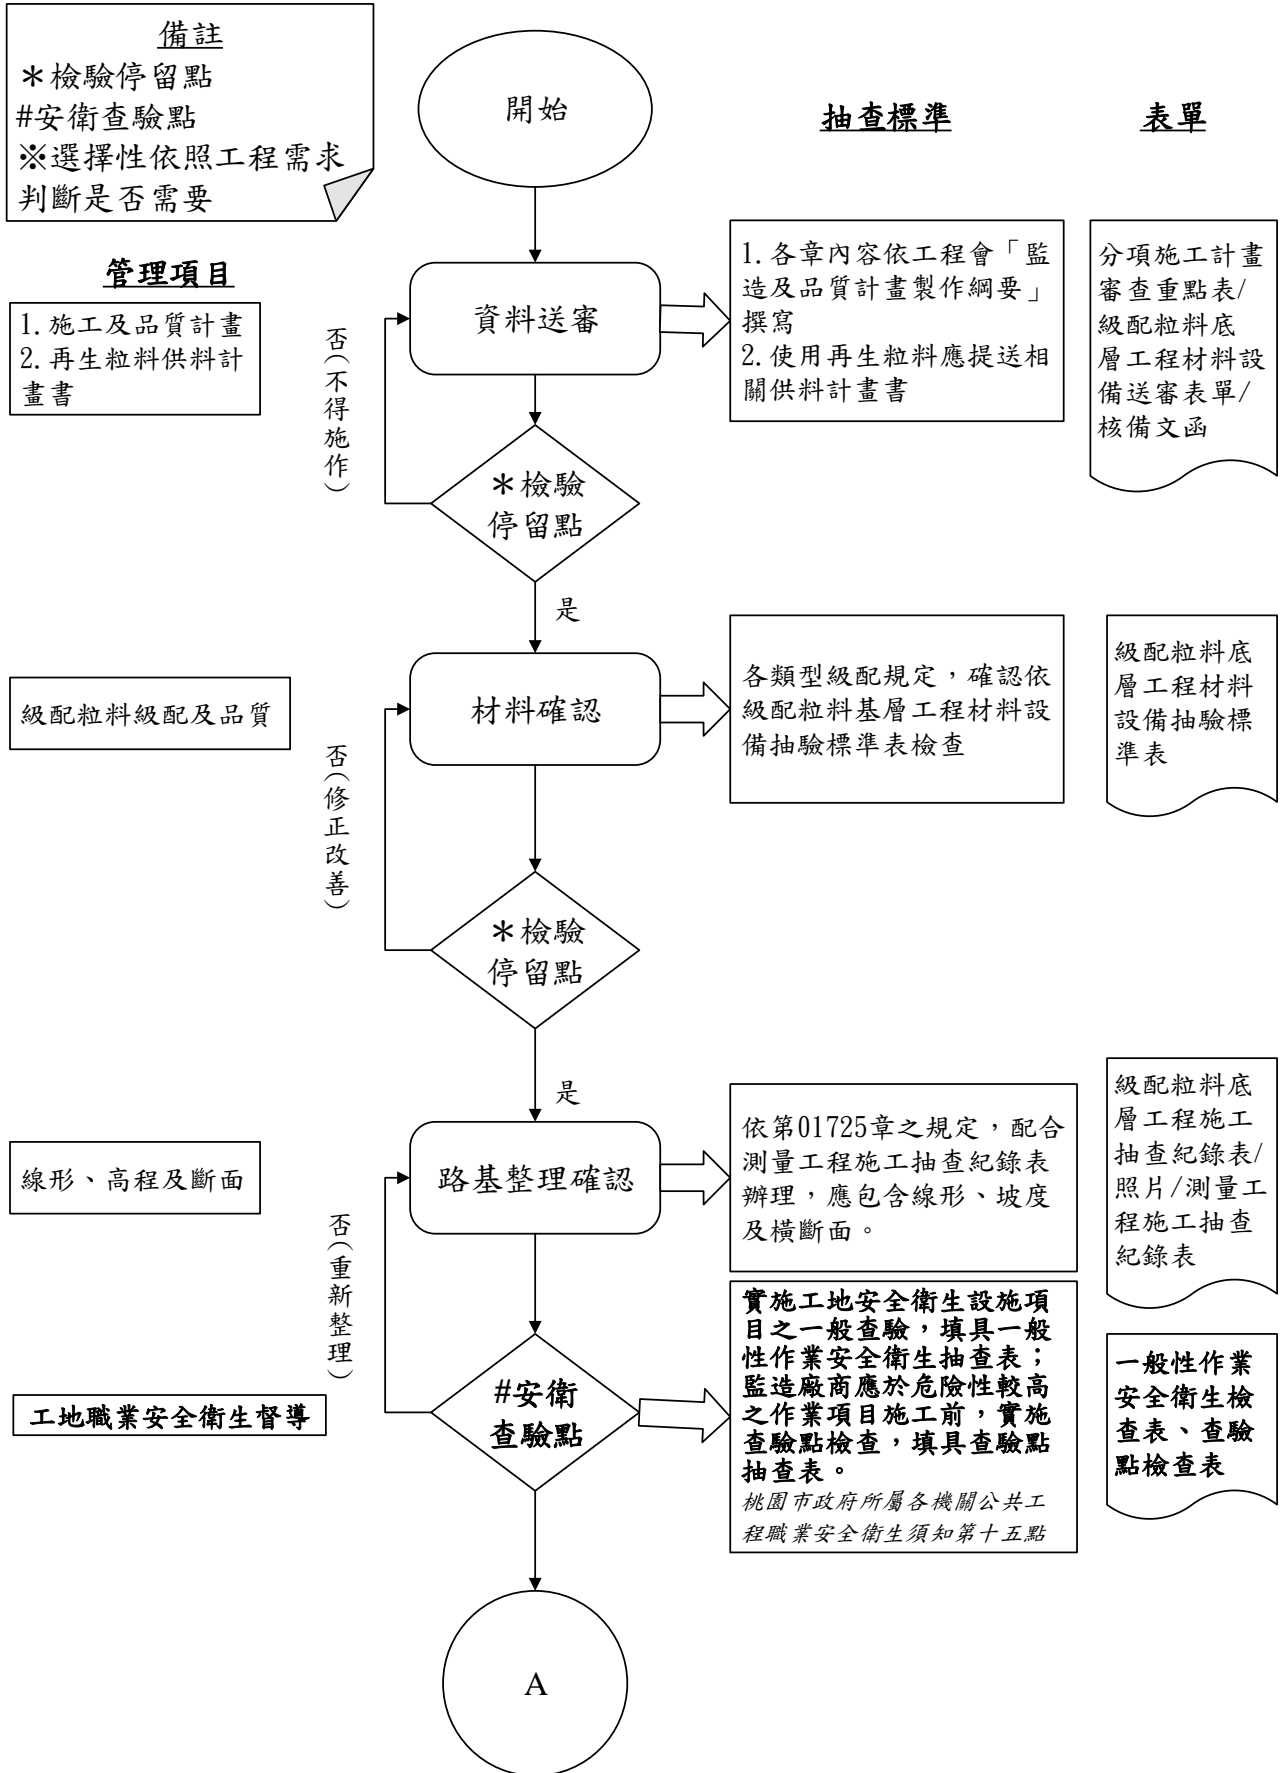 備註
＊檢驗停留點
#安衛查驗點
※選擇性依照工程需求
判斷是否需要
開始
抽查標準
表單
管理項目
1.施工及品質計畫
2.再生粒料供料計
畫書
否(不得施作)
資料送審
1.各章內容依工程會「監
造及品質計畫製作綱要」
撰寫
2.使用再生粒料應提送相
關供料計畫書
分項施工計畫
審查重點表/
級配粒料底
層工程材料設
備送審表單/
核備文函
＊檢驗
停留點
是
級配粒料級配及品質
否(修正改善)
材料確認
各類型級配規定，確認依
級配粒料基層工程材料設
備抽驗標準表檢查
級配粒料底
層工程材料
設備抽驗標
準表
＊檢驗
停留點
是
線形、高程及斷面
否(重新整理)
路基整理確認
依第01725章之規定，配合
測量工程施工抽查紀錄表
辦理，應包含線形、坡度
及橫斷面。
級配粒料底
層工程施工
抽查紀錄表/
照片/測量工
程施工抽查
紀錄表
工地職業安全衛生督導
#安衛
查驗點
實施工地安全衛生設施項
目之一般查驗，填具一般
性作業安全衛生抽查表；
監造廠商應於危險性較高
之作業項目施工前，實施
查驗點檢查，填具查驗點
抽查表。
桃園市政府所屬各機關公共工
程職業安全衛生須知第十五點
一般性作業
安全衛生檢
查表、查驗
點檢查表
A